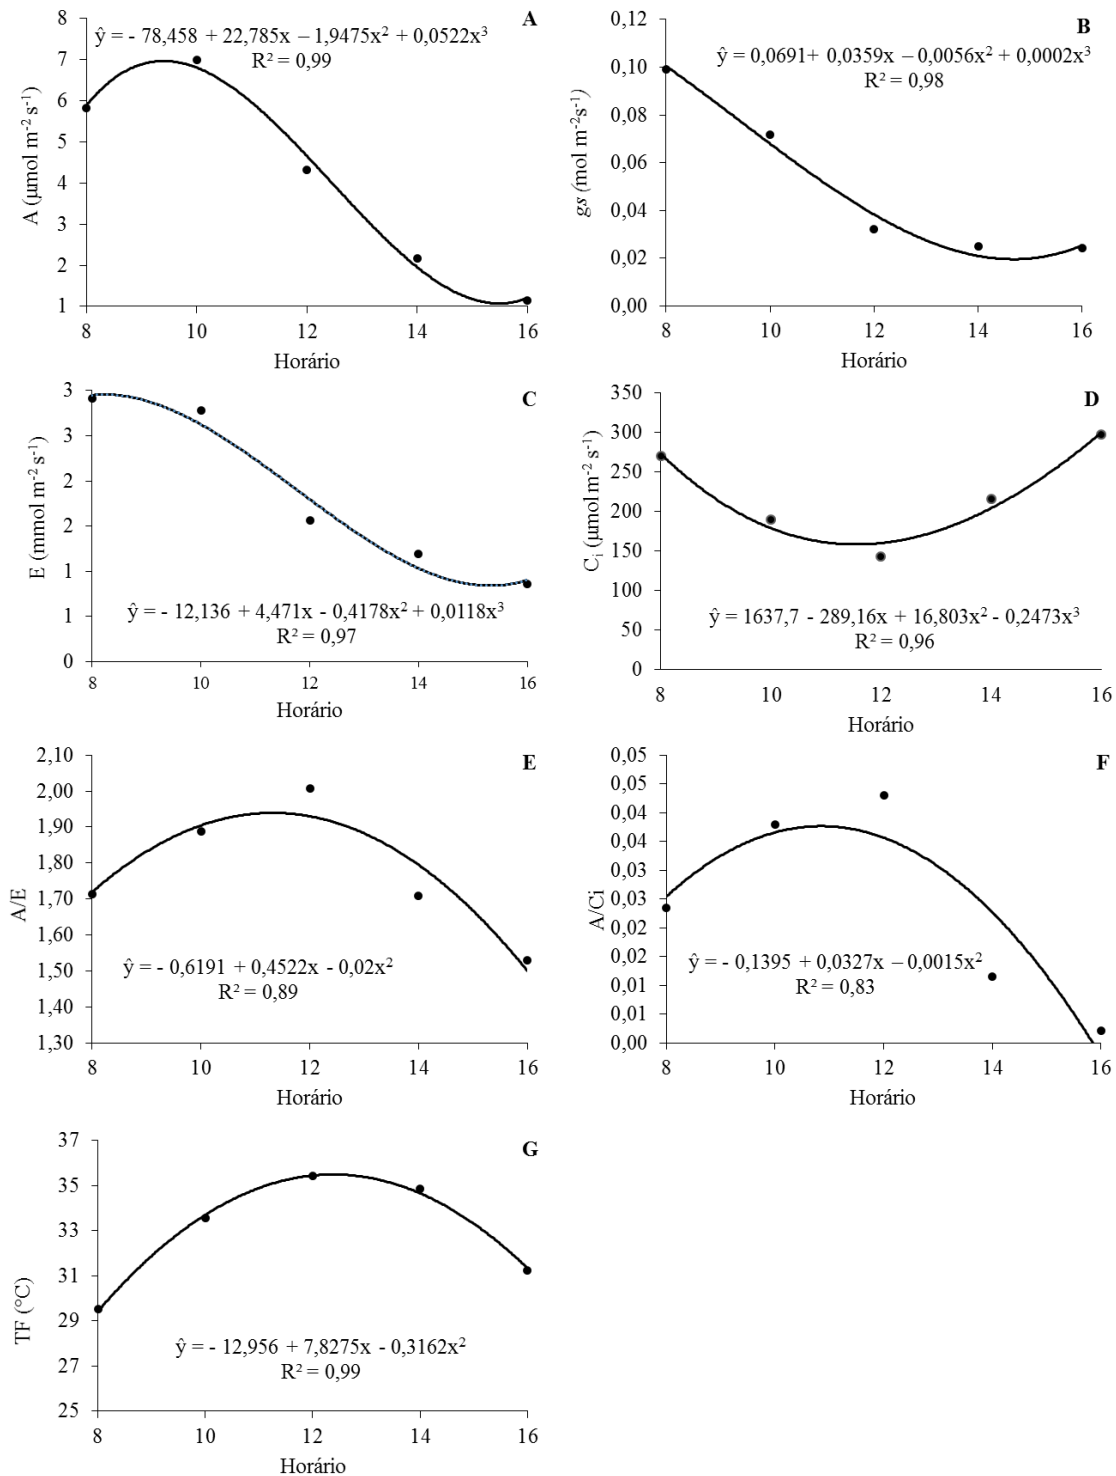 A
ŷ = - 78,458 + 22,785x – 1,9475x² + 0,0522x³
R² = 0,99
A (µmol m⁻² s⁻¹)
8
7
6
5
4
3
2
1
8 10 12 14 16
Horário
B
ŷ = 0,0691+ 0,0359x – 0,0056x² + 0,0002x³
R² = 0,98
gs (mol m⁻²s⁻¹)
0,12
0,10
0,08
0,06
0,04
0,02
0,00
8 10 12 14 16
Horário
C
E (mmol m⁻² s⁻¹)
3
3
2
2
1
1
0
ŷ = - 12,136 + 4,471x - 0,4178x² + 0,0118x³
R² = 0,97
8 10 12 14 16
Horário
D
Cᵢ (µmol m⁻² s⁻¹)
350
300
250
200
150
100
50
0
ŷ = 1637,7 - 289,16x + 16,803x² - 0,2473x³
R² = 0,96
8 10 12 14 16
Horário
E
A/E
2,10
2,00
1,90
1,80
1,70
1,60
1,50
1,40
1,30
ŷ = - 0,6191 + 0,4522x - 0,02x²
R² = 0,89
8 10 12 14 16
Horário
F
A/Ci
0,05
0,04
0,04
0,03
0,03
0,02
0,02
0,01
0,01
0,00
ŷ = - 0,1395 + 0,0327x – 0,0015x²
R² = 0,83
8 10 12 14 16
Horário
G
TF (°C)
37
35
33
31
29
27
25
ŷ = - 12,956 + 7,8275x - 0,3162x²
R² = 0,99
8 10 12 14 16
Horário